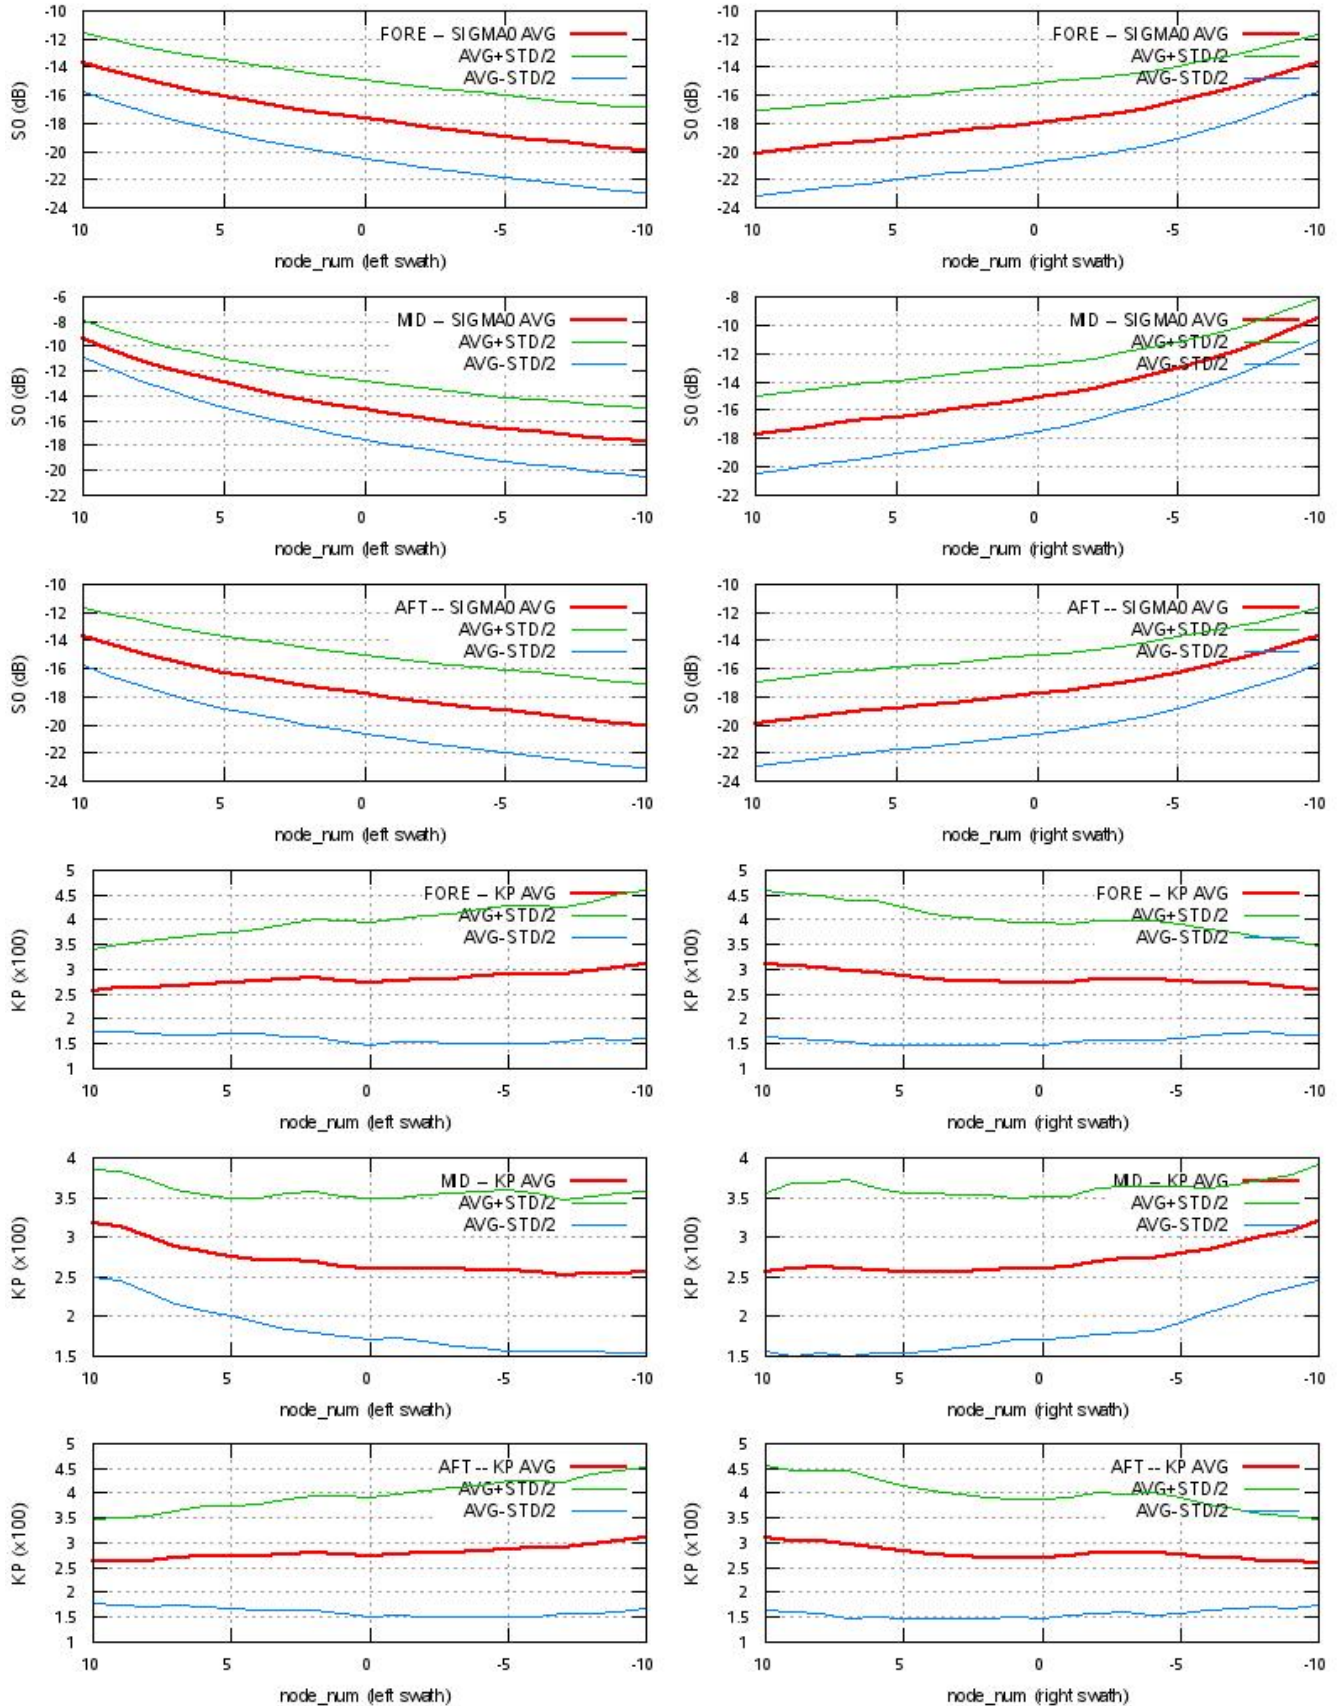 -10
-12
-14
-16
-18
-20
-22
-24
S0 (dB)
FORE – SIGMA0 AVG
AVG+STD/2
AVG-STD/2
10 5 0 -5 -10
node_num (left swath)
-10
-12
-14
-16
-18
-20
-22
-24
S0 (dB)
FORE – SIGMA0 AVG
AVG+STD/2
AVG-STD/2
10 5 0 -5 -10
node_num (right swath)
-6
-8
-10
-12
-14
-16
-18
-20
-22
S0 (dB)
MID – SIGMA0 AVG
AVG+STD/2
AVG-STD/2
10 5 0 -5 -10
node_num (left swath)
-8
-10
-12
-14
-16
-18
-20
-22
S0 (dB)
MID – SIGMA0 AVG
AVG+STD/2
AVG-STD/2
10 5 0 -5 -10
node_num (right swath)
-10
-12
-14
-16
-18
-20
-22
-24
S0 (dB)
AFT -- SIGMA0 AVG
AVG+STD/2
AVG-STD/2
10 5 0 -5 -10
node_num (left swath)
-10
-12
-14
-16
-18
-20
-22
-24
S0 (dB)
AFT -- SIGMA0 AVG
AVG+STD/2
AVG-STD/2
10 5 0 -5 -10
node_num (right swath)
5
4.5
4
3.5
3
2.5
2
1.5
1
KP (x100)
FORE – KP AVG
AVG+STD/2
AVG-STD/2
10 5 0 -5 -10
node_num (left swath)
5
4.5
4
3.5
3
2.5
2
1.5
1
KP (x100)
FORE – KP AVG
AVG+STD/2
AVG-STD/2
10 5 0 -5 -10
node_num (right swath)
4
3.5
3
2.5
2
1.5
KP (x100)
MID – KP AVG
AVG+STD/2
AVG-STD/2
10 5 0 -5 -10
node_num (left swath)
4
3.5
3
2.5
2
1.5
KP (x100)
MID – KP AVG
AVG+STD/2
AVG-STD/2
10 5 0 -5 -10
node_num (right swath)
5
4.5
4
3.5
3
2.5
2
1.5
1
KP (x100)
AFT -- KP AVG
AVG+STD/2
AVG-STD/2
10 5 0 -5 -10
node_num (left swath)
5
4.5
4
3.5
3
2.5
2
1.5
1
KP (x100)
AFT -- KP AVG
AVG+STD/2
AVG-STD/2
10 5 0 -5 -10
node_num (right swath)